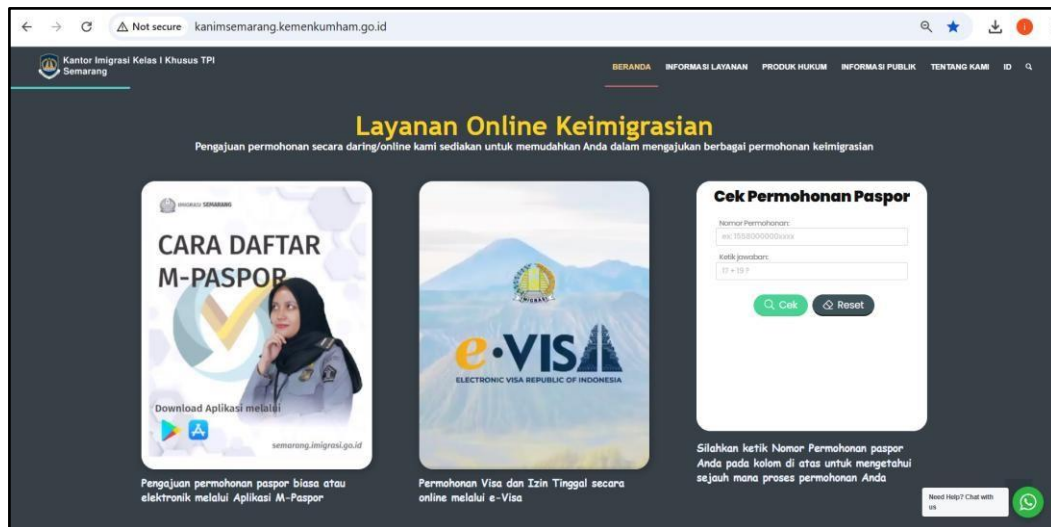 Not secure kanimsemarang.kemenkumham.go.id
Kantor Imigrasi Kelas I Khusus TPI
Semarang
BERANDA INFORMASI LAYANAN PRODUK HUKUM INFORMASI PUBLIK TENTANG KAMI ID
Layanan Online Keimigrasian
Pengajuan permohonan secara daring/online kami sediakan untuk memudahkan Anda dalam mengajukan berbagai permohonan keimigrasian
IMIGRASI SEMARANG
CARA DAFTAR
M-PASPOR
Download Aplikasi melalui
semarang.imigrasi.go.id
Pengajuan permohonan paspor biasa atau
elektronik melalui Aplikasi M-Paspor
IMIGRASI
e-VISA
ELECTRONIC VISA REPUBLIC OF INDONESIA
Permohonan Visa dan Izin Tinggal secara
online melalui e-Visa
Cek Permohonan Paspor
Nomor Permohonan:
ex: 1558000000xxxx
Ketik jawaban:
17 + 19 ?
Cek Reset
Silahkan ketik Nomor Permohonan paspor
Anda pada kolom di atas untuk mengetahui
sejauh mana proses permohonan Anda
Need Help? Chat with
us